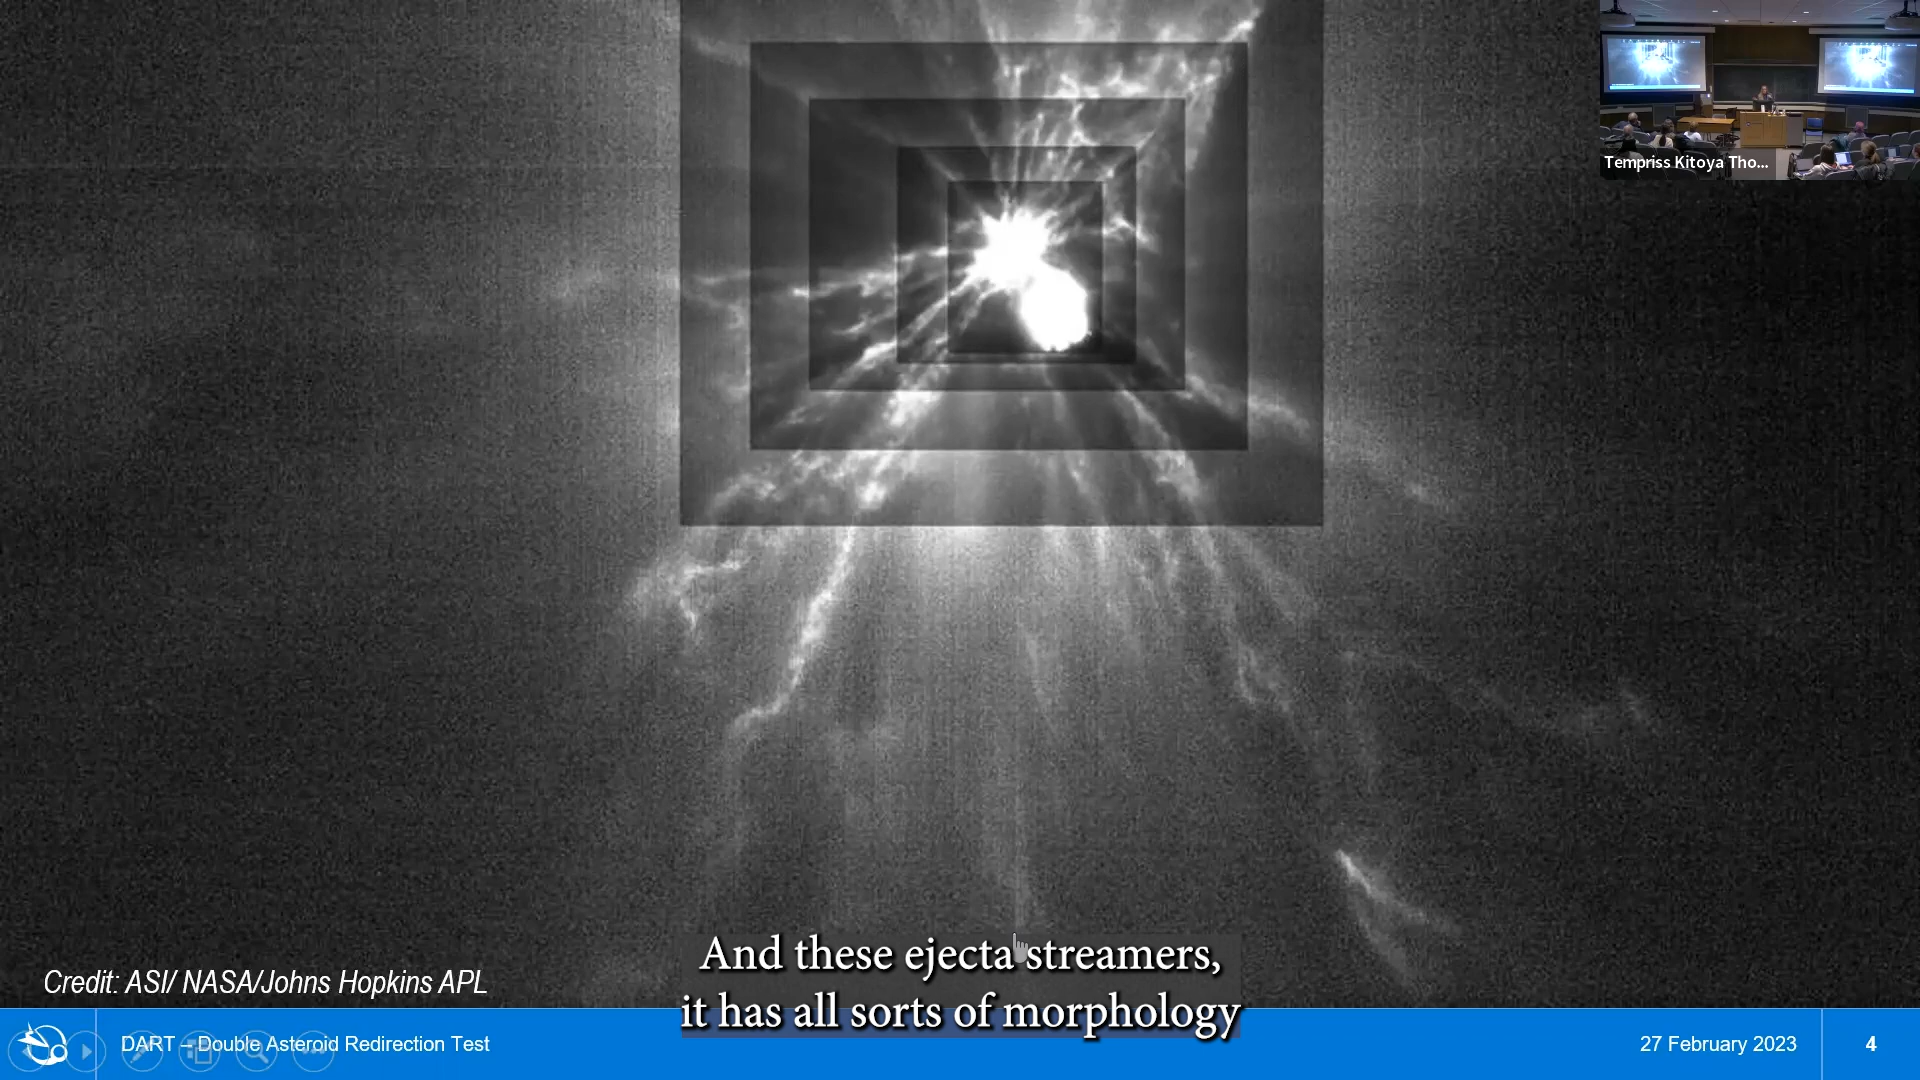 Tempriss Kitoya Tho...
And these ejecta streamers,
it has all sorts of morphology
Credit: ASI/ NASA/Johns Hopkins APL
DART – Double Asteroid Redirection Test
27 February 2023
4